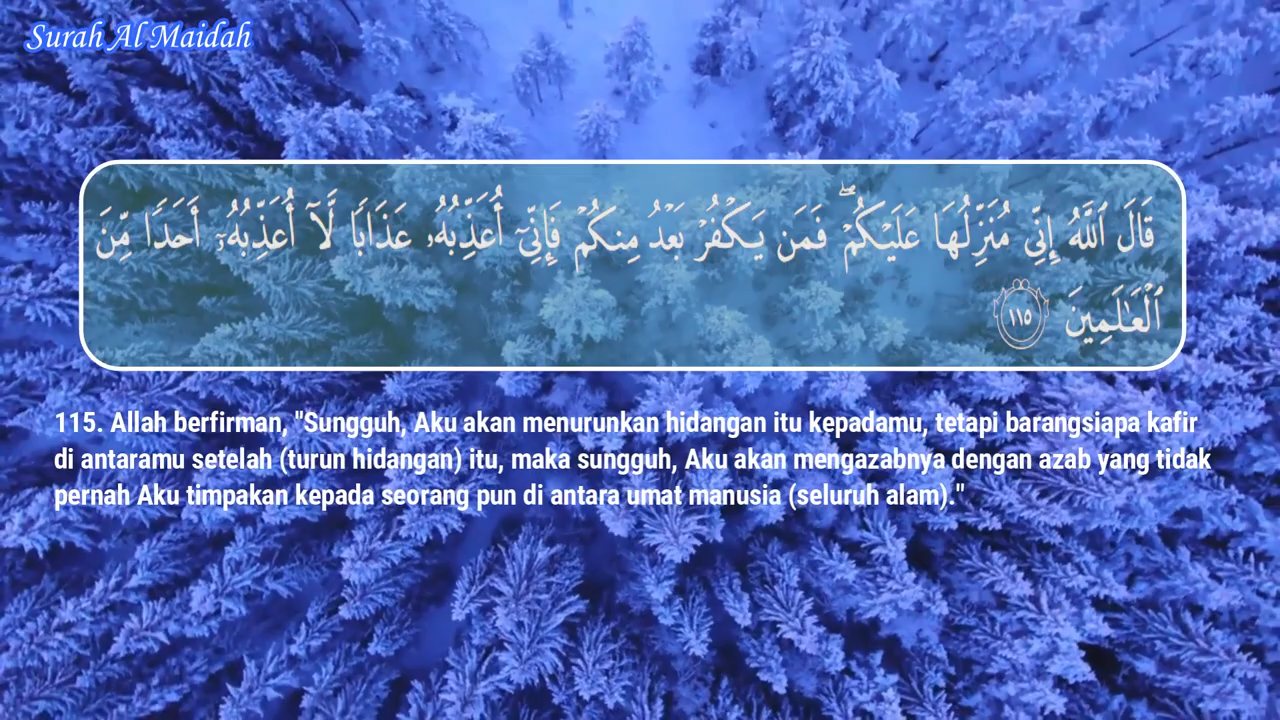 Surah Al Maidah
قَالَ ٱللَّهُ إِنِّي مُنَزِّلُهَا عَلَيۡكُمۡۖ فَمَن يَكۡفُرۡ بَعۡدُ مِنكُمۡ فَإِنِّيٓ أُعَذِّبُهُۥ عَذَابٗا لَّآ أُعَذِّبُهُۥٓ أَحَدٗا مِّنَ
ٱلۡعَٰلَمِينَ ١١٥
115. Allah berfirman, "Sungguh, Aku akan menurunkan hidangan itu kepadamu, tetapi barangsiapa kafir
di antaramu setelah (turun hidangan) itu, maka sungguh, Aku akan mengazabnya dengan azab yang tidak
pernah Aku timpakan kepada seorang pun di antara umat manusia (seluruh alam)."